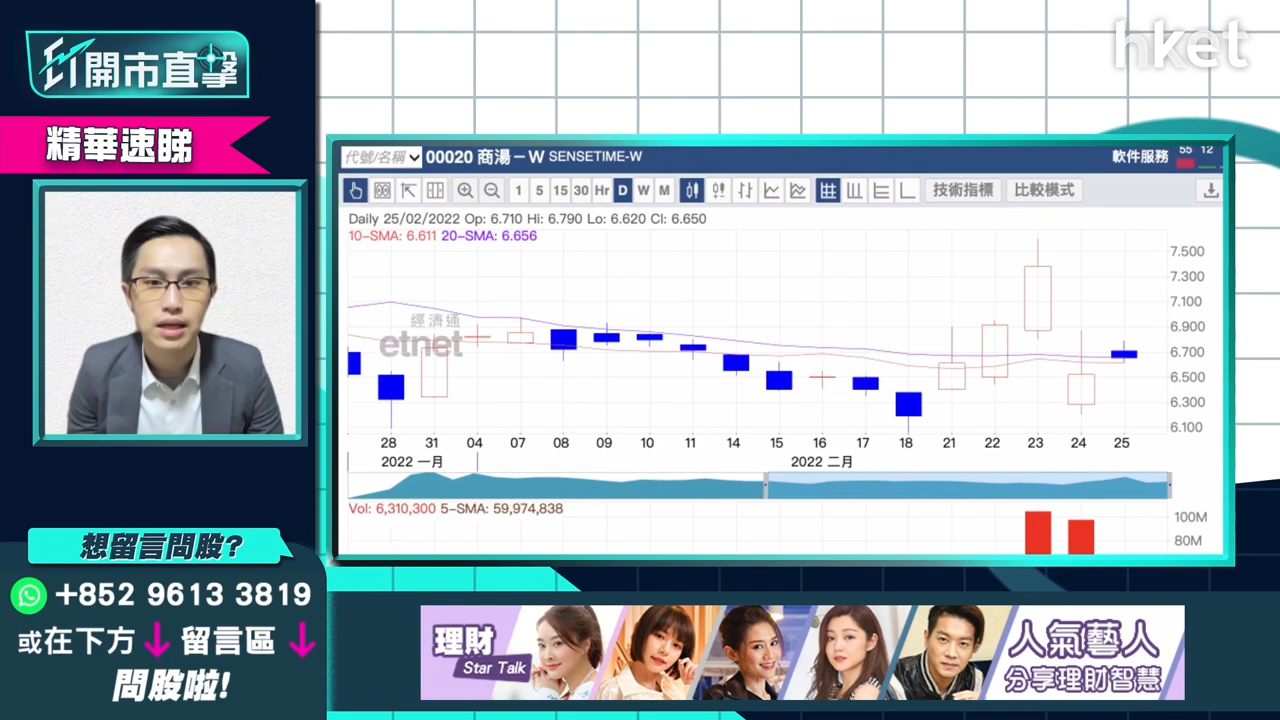 hket
ET開市直擊
精華速睇
代號/名稱
00020 商湯－W SENSETIME-W
軟件服務
55 12
1 5 15 30 Hr D W M
技術指標
比較模式
Daily 25/02/2022 Op: 6.710 Hi: 6.790 Lo: 6.620 Cl: 6.650
10-SMA: 6.611 20-SMA: 6.656
經濟通
etnet
7.500
7.300
7.100
6.900
6.700
6.500
6.300
6.100
28 31 04 07 08 09 10 11 14 15 16 17 18 21 22 23 24 25
2022 一月
2022 二月
Vol: 6,310,300 5-SMA: 59,974,838
100M
80M
想留言問股?
+852 9613 3819
或在下方 留言區
問股啦!
理財
Star Talk
人氣藝人
分享理財智慧